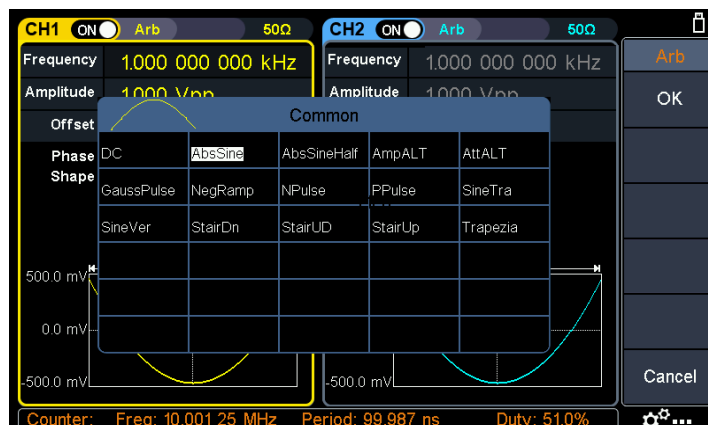 CH1 ON Arb 50Ω CH2 ON Arb 50Ω
Frequency 1.000 000 000 kHz Frequency 1.000 000 000 kHz Arb
Amplitude 1.000 Vpp Amplitude 1.000 Vpp
OK
Offset Common
Phase DC AbsSine AbsSineHalf AmpALT AttALT
Shape
GaussPulse NegRamp NPulse PPulse SineTra
SineVer StairDn StairUD StairUp Trapezia
500.0 mV
0.0 mV
-500.0 mV -500.0 mV Cancel
Counter: Freq: 10.001 25 MHz Period: 99.987 ns Duty: 51.0%